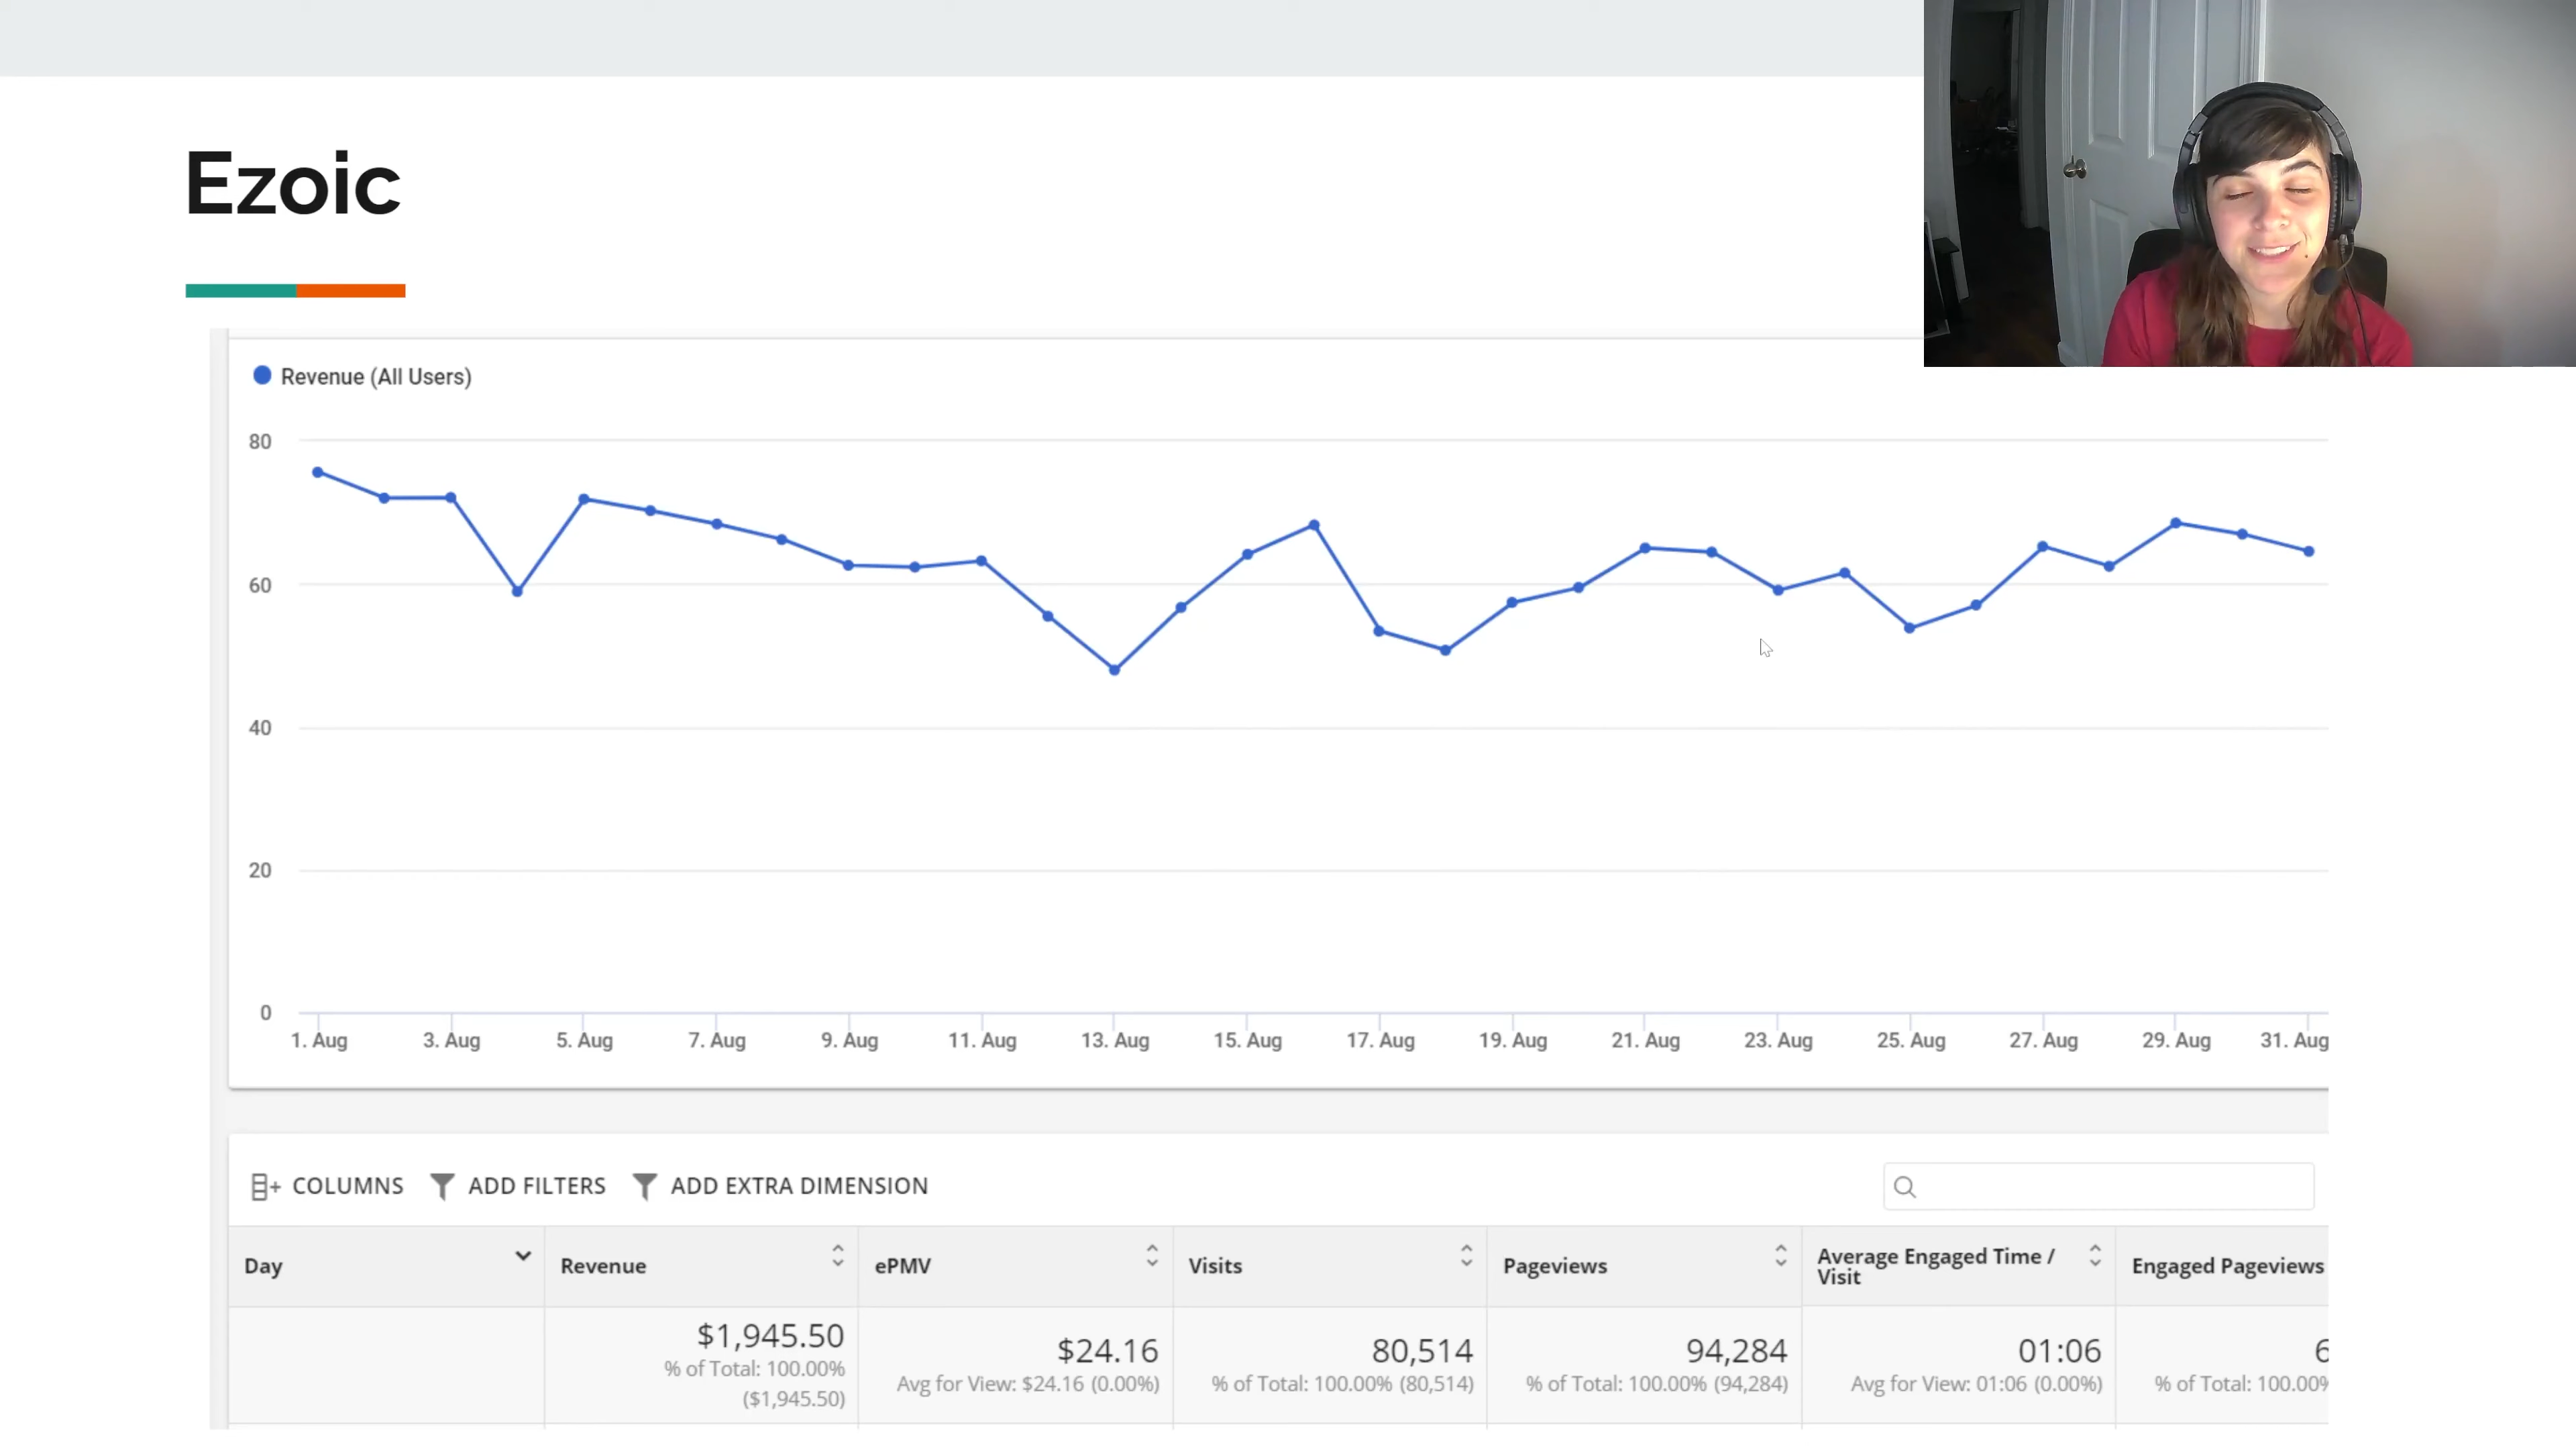 Ezoic
Revenue (All Users)
80
60
40
20
0
1. Aug 3. Aug 5. Aug 7. Aug 9. Aug 11. Aug 13. Aug 15. Aug 17. Aug 19. Aug 21. Aug 23. Aug 25. Aug 27. Aug 29. Aug 31. Aug
COLUMNS ADD FILTERS ADD EXTRA DIMENSION
Day Revenue ePMV Visits Pageviews Average Engaged Time / Engaged Pageviews
Visit
$1,945.50 $24.16 80,514 94,284 01:06 6
% of Total: 100.00% Avg for View: $24.16 (0.00%) % of Total: 100.00% (80,514) % of Total: 100.00% (94,284) Avg for View: 01:06 (0.00%) % of Total: 100.00%
($1,945.50)